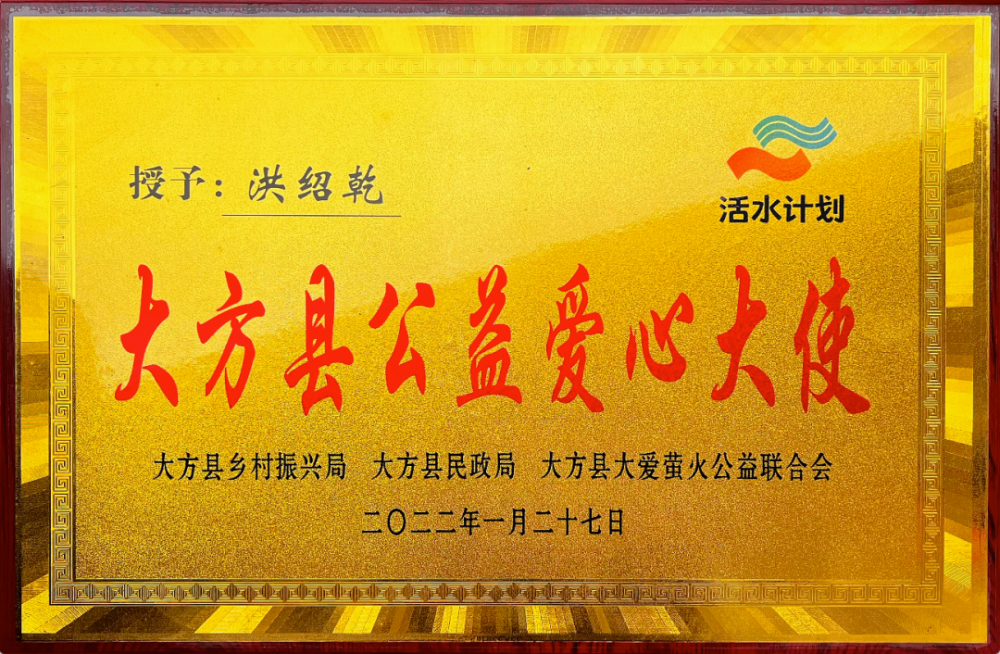 授予：洪绍乾
活水计划
大方县公益爱心大使
大方县乡村振兴局 大方县民政局 大方县大爱萤火公益联合会
二〇二二年一月二十七日